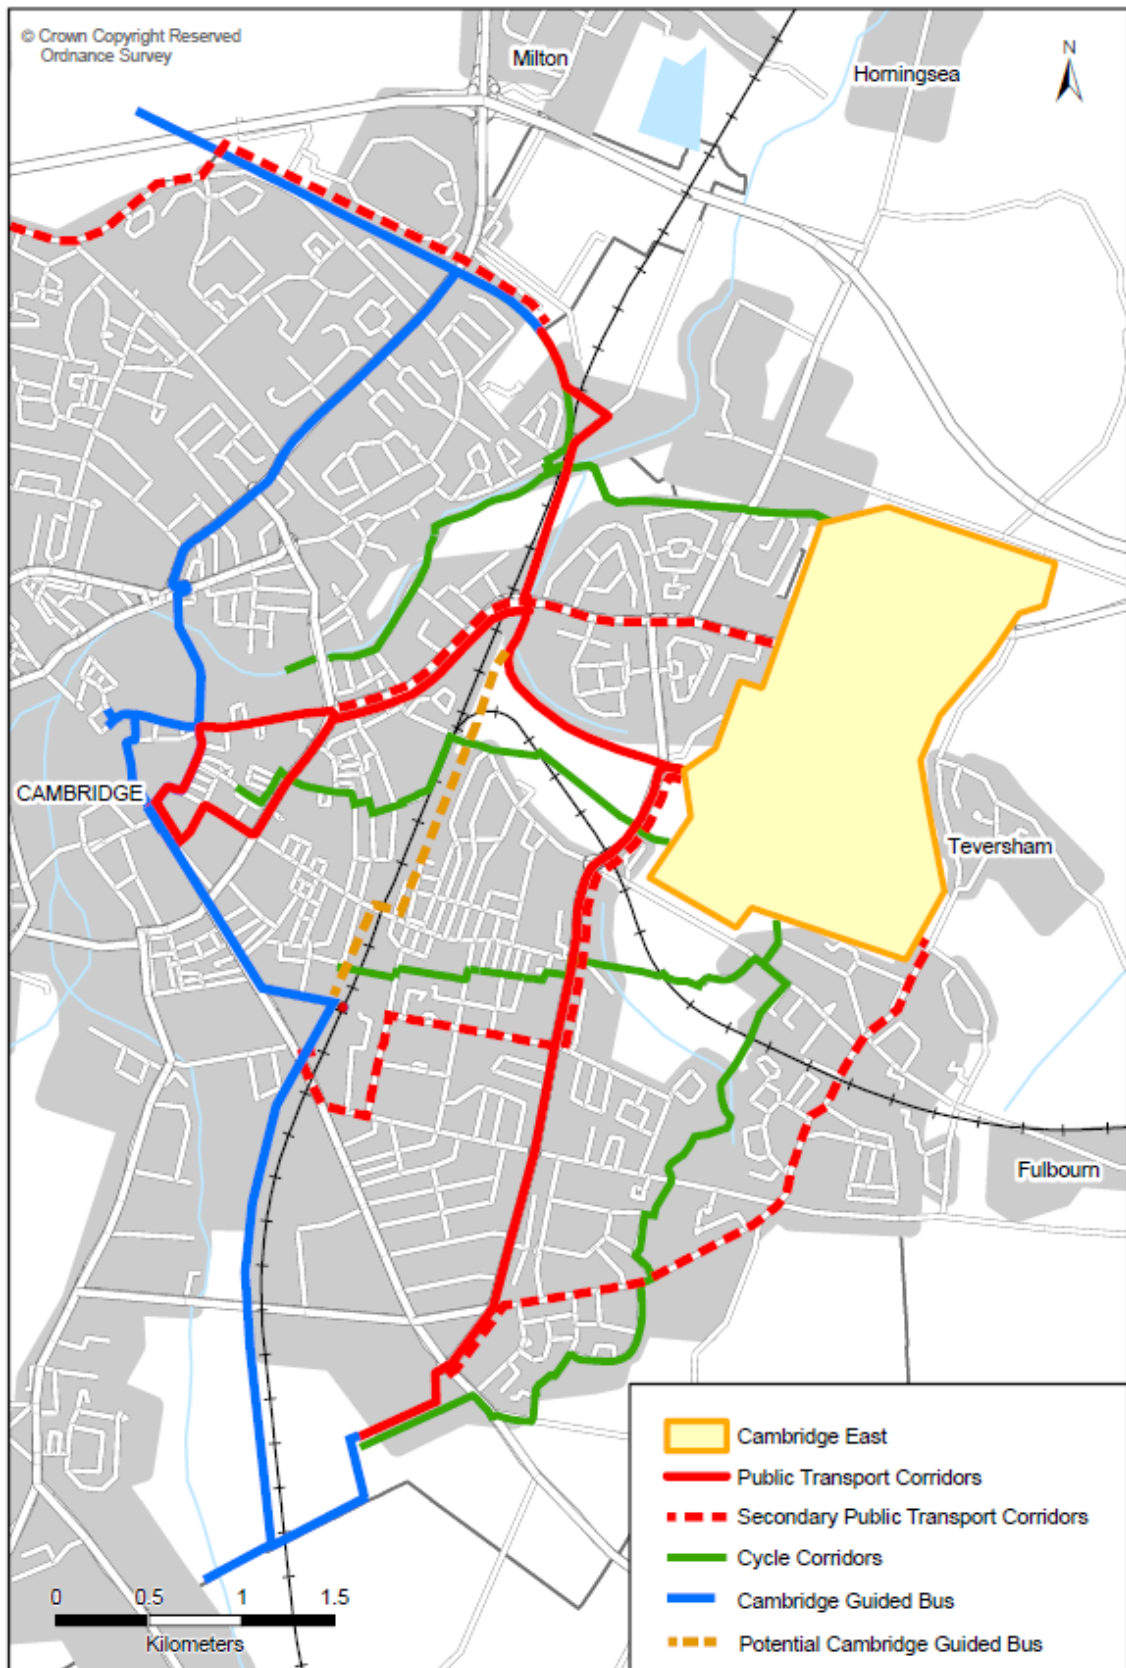 © Crown Copyright Reserved
Ordnance Survey
Milton
Horningsea
N
CAMBRIDGE
Teversham
Fulbourn
Cambridge East
Public Transport Corridors
Secondary Public Transport Corridors
Cycle Corridors
Cambridge Guided Bus
Potential Cambridge Guided Bus
0 0.5 1 1.5
Kilometers